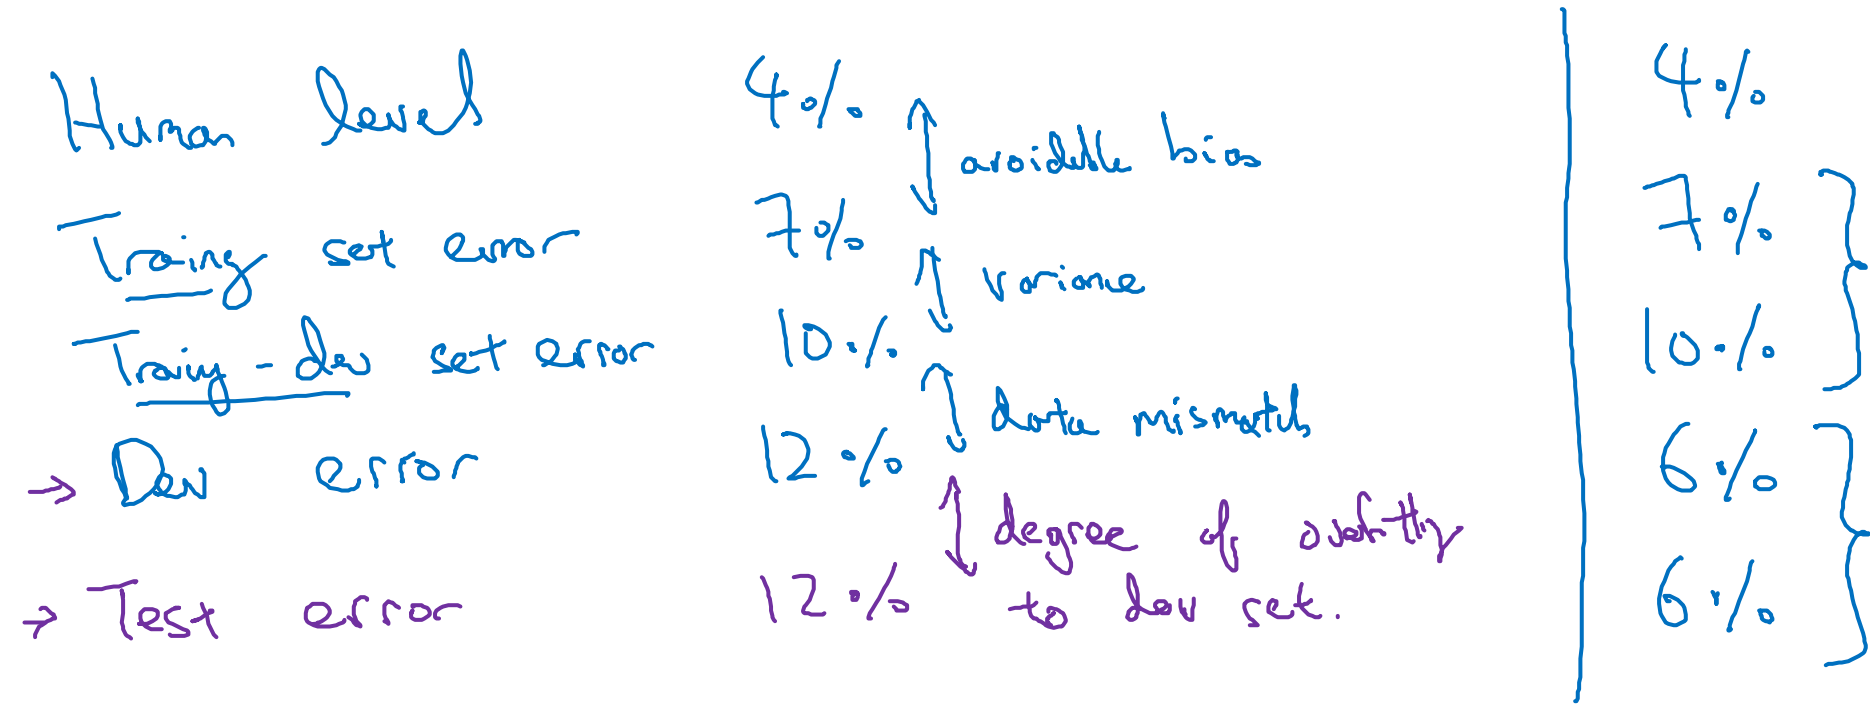 Human level 4% 4%
avoidable bias
Training set error 7% 7%
variance
Training-dev set error 10% 10%
data mismatch
→ Dev error 12% 6%
degree of overfitting
→ Test error 12% to dev set. 6%